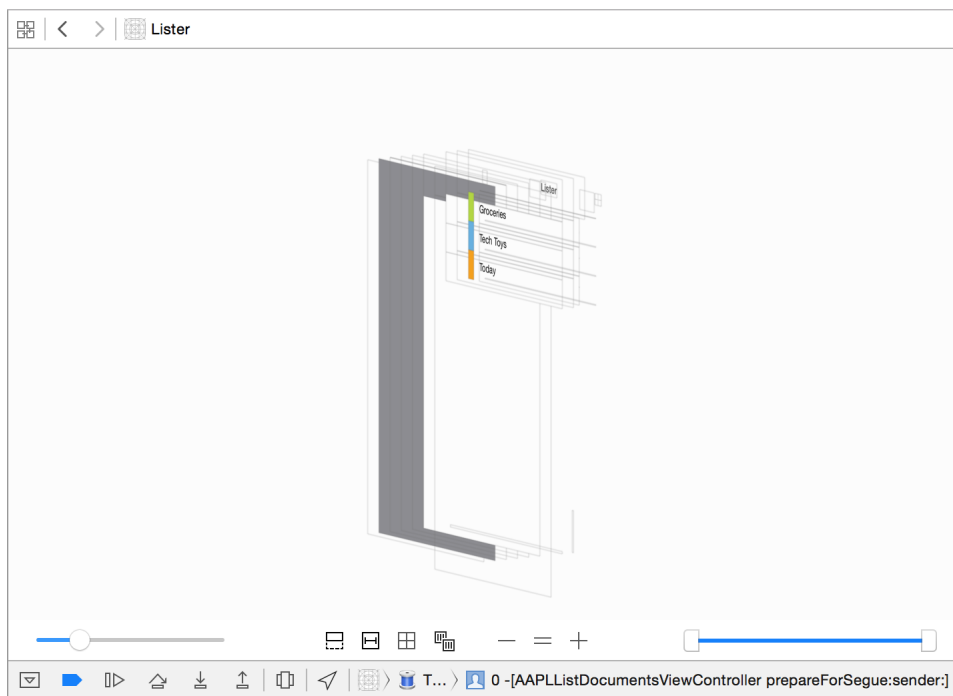 Lister
Lister
Groceries
Tech Toys
Today
T... 0 -[AAPLListDocumentsViewController prepareForSegue:sender:]